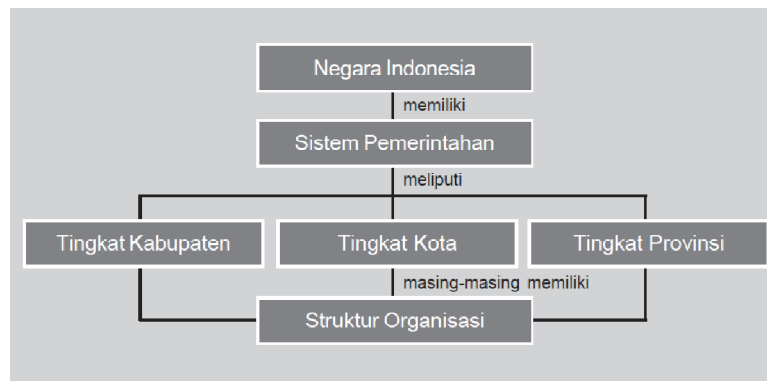 Negara Indonesia
memiliki
Sistem Pemerintahan
meliputi
Tingkat Kabupaten
Tingkat Kota
Tingkat Provinsi
masing-masing memiliki
Struktur Organisasi